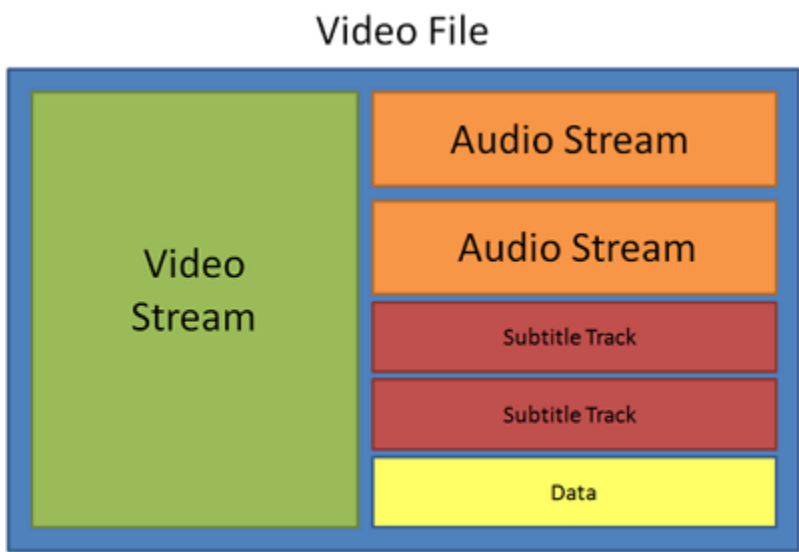 Video File
Video
Stream
Audio Stream
Audio Stream
Subtitle Track
Subtitle Track
Data